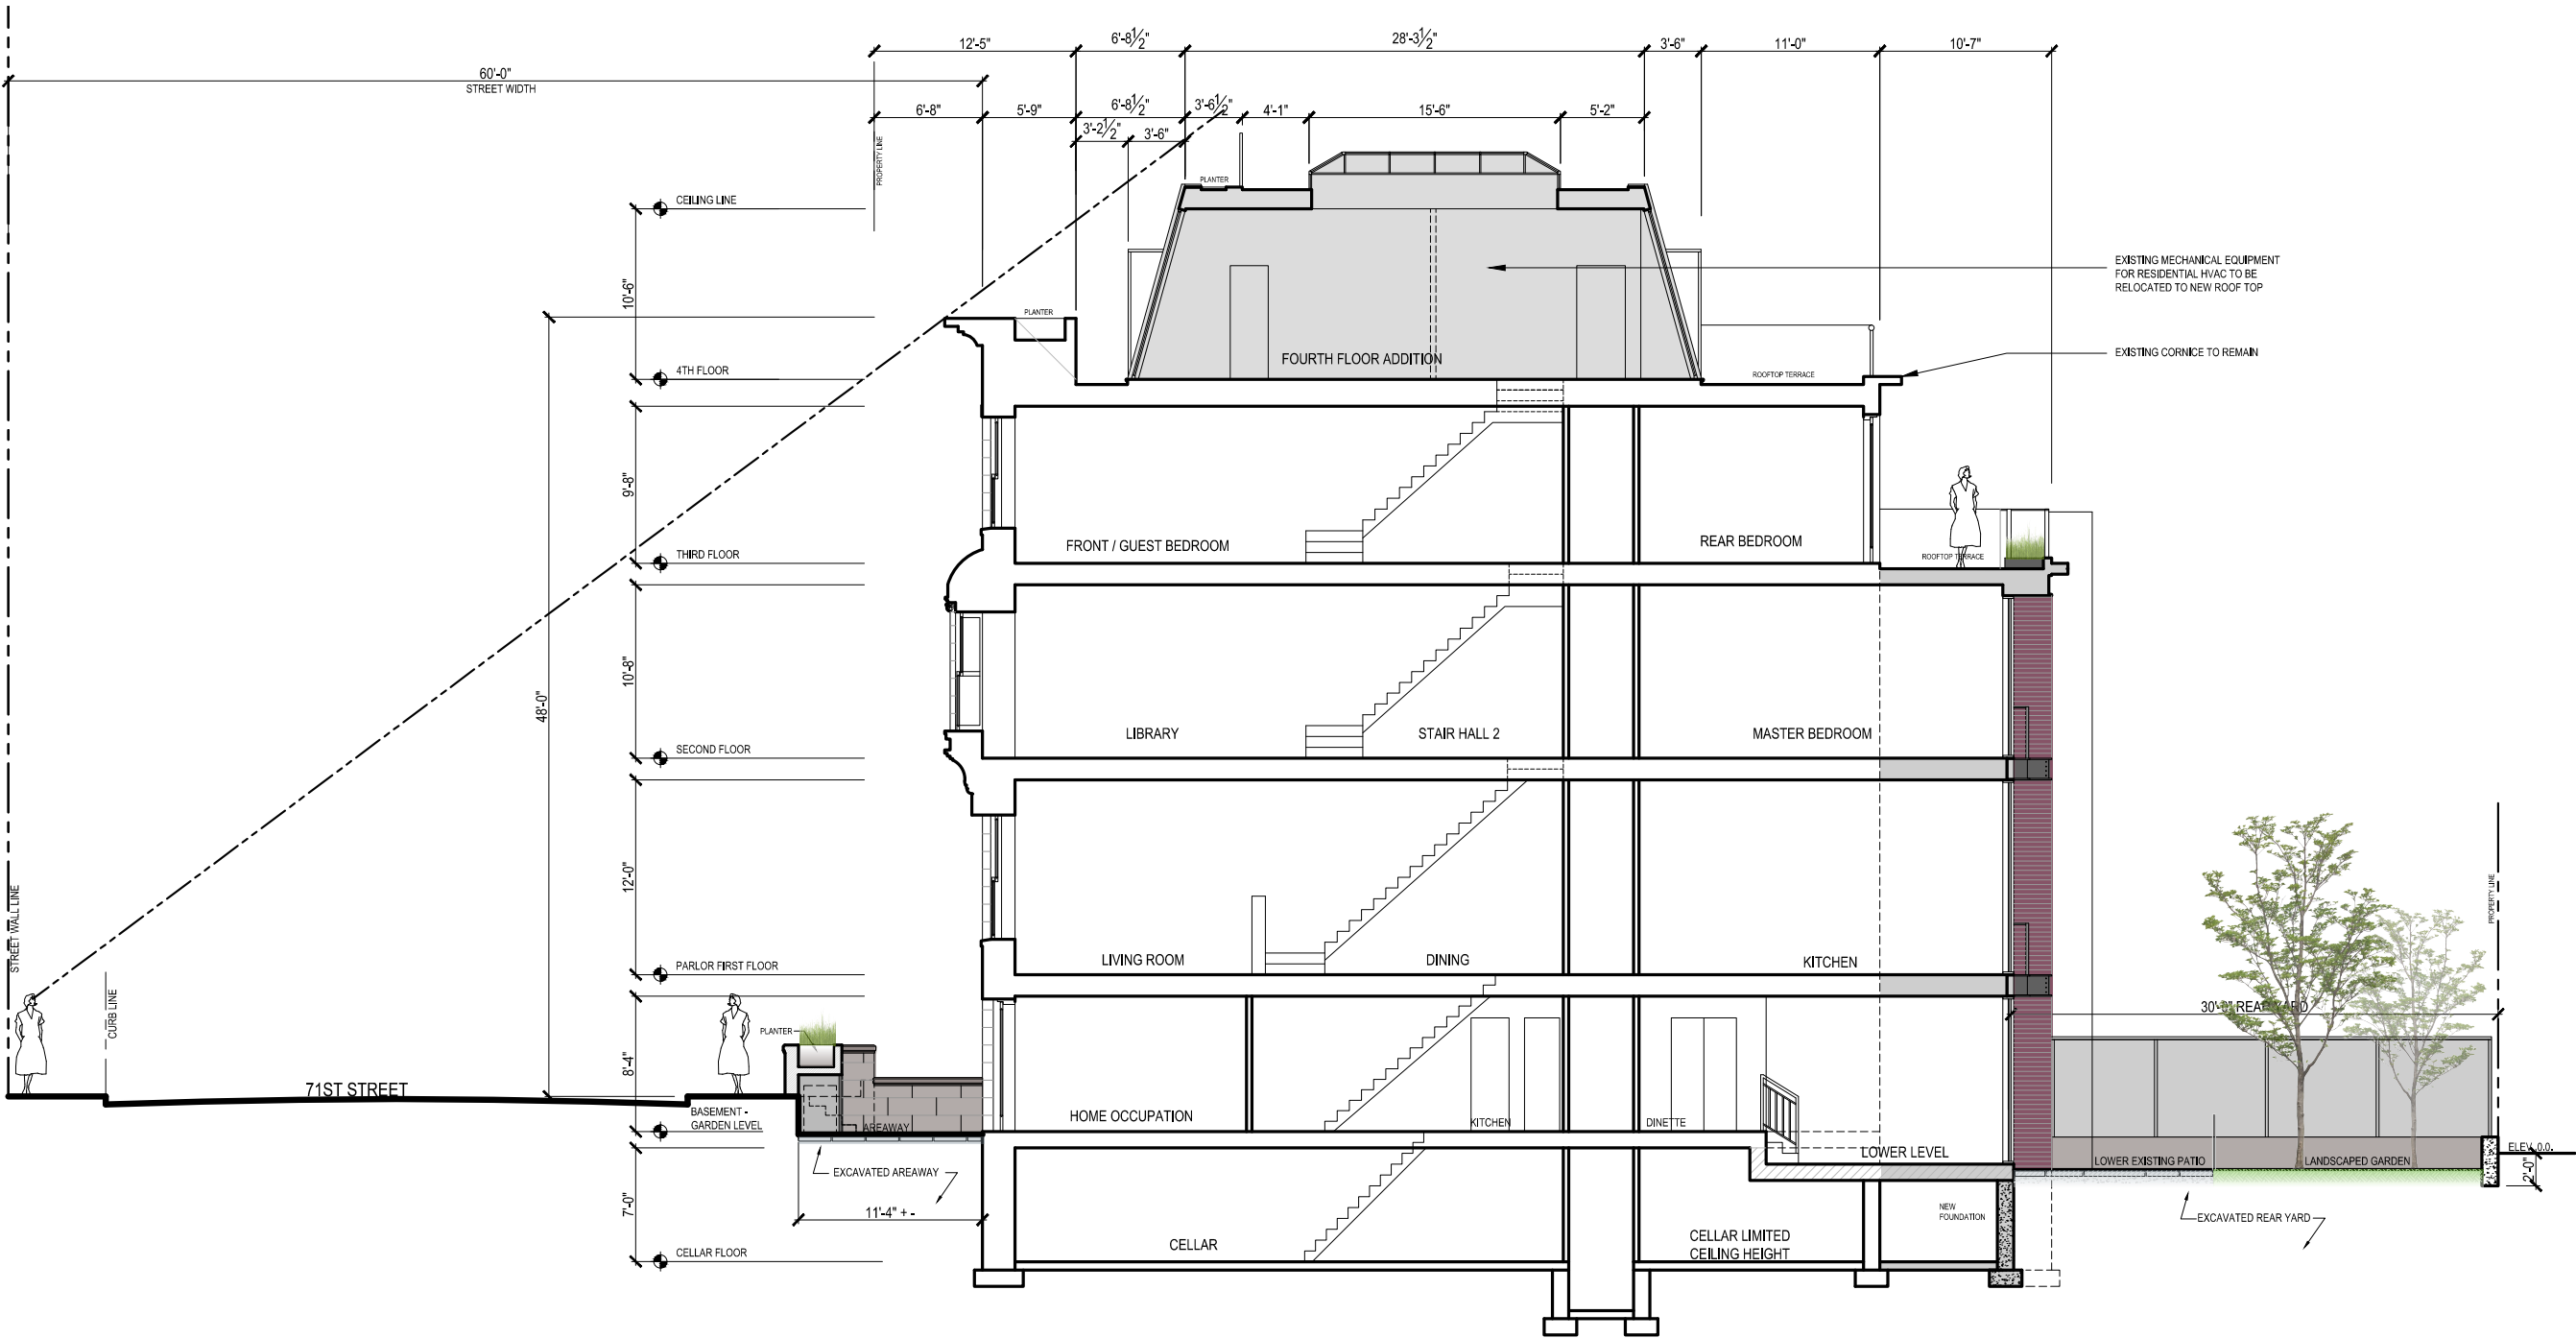 12'-5"
6'-8½"
28'-3½"
3'-6"
11'-0"
10'-7"
60'-0"
STREET WIDTH
6'-8"
5'-9"
6'-8½"
3'-6½"
4'-1"
15'-6"
5'-2"
3'-2½"
3'-6"
PROPERTY LINE
PLANTER
CEILING LINE
10'-6"
EXISTING MECHANICAL EQUIPMENT
FOR RESIDENTIAL HVAC TO BE
RELOCATED TO NEW ROOF TOP
PLANTER
FOURTH FLOOR ADDITION
EXISTING CORNICE TO REMAIN
4TH FLOOR
ROOFTOP TERRACE
9'-8"
FRONT / GUEST BEDROOM
REAR BEDROOM
THIRD FLOOR
ROOFTOP TERRACE
10'-8"
48'-0"
LIBRARY
STAIR HALL 2
MASTER BEDROOM
SECOND FLOOR
12'-0"
STREET WALL LINE
PROPERTY LINE
LIVING ROOM
DINING
KITCHEN
PARLOR FIRST FLOOR
CURB LINE
30'-0" REAR YARD
PLANTER
8'-4"
71ST STREET
BASEMENT -
GARDEN LEVEL
AREAWAY
HOME OCCUPATION
KITCHEN
DINETTE
LOWER LEVEL
LOWER EXISTING PATIO
LANDSCAPED GARDEN
ELEV. 0.0.
2'-0"
EXCAVATED AREAWAY
7'-0"
11'-4" + -
NEW
FOUNDATION
EXCAVATED REAR YARD
CELLAR
CELLAR LIMITED
CEILING HEIGHT
CELLAR FLOOR